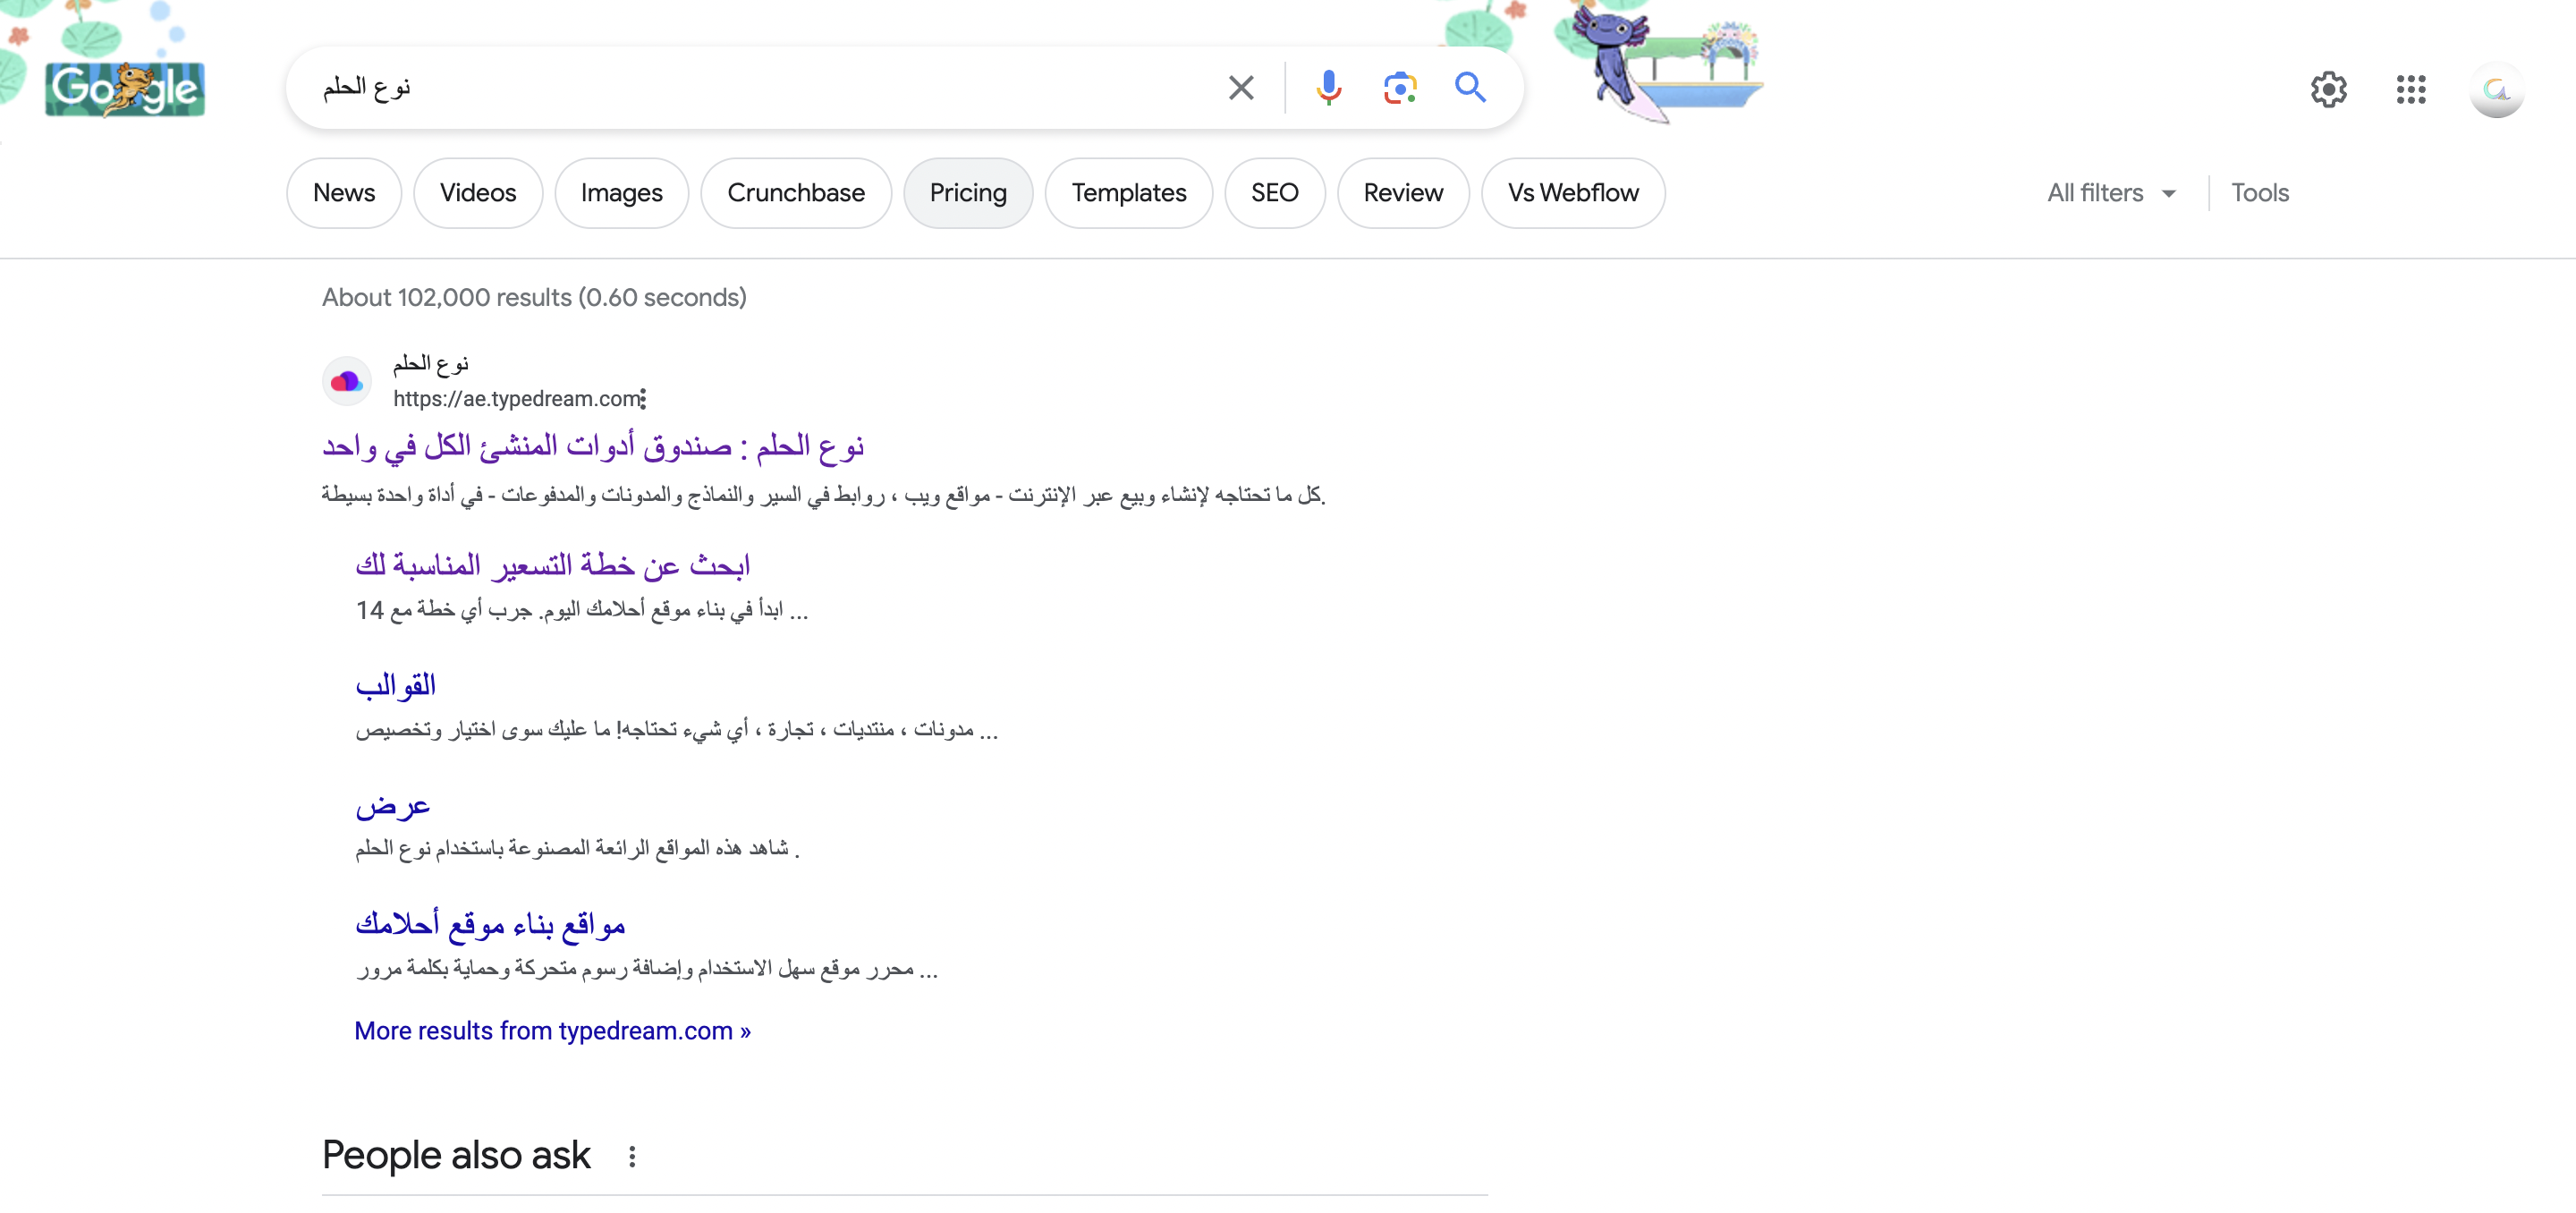 Google
نوع الحلم
News
Videos
Images
Crunchbase
Pricing
Templates
SEO
Review
Vs Webflow
All filters
Tools
About 102,000 results (0.60 seconds)
نوع الحلم
https://ae.typedream.com
نوع الحلم : صندوق أدوات المنشئ الكل في واحد
كل ما تحتاجه لإنشاء وبيع عبر الإنترنت - مواقع ويب ، روابط في السير والنماذج والمدونات والمدفوعات - في أداة واحدة بسيطة.
ابحث عن خطة التسعير المناسبة لك
ابدأ في بناء موقع أحلامك اليوم. جرب أي خطة مع 14 ...
القوالب
مدونات ، منتديات ، تجارة ، أي شيء تحتاجه! ما عليك سوى اختيار وتخصيص ...
عرض
شاهد هذه المواقع الرائعة المصنوعة باستخدام نوع الحلم .
مواقع بناء موقع أحلامك
محرر موقع سهل الاستخدام وإضافة رسوم متحركة وحماية بكلمة مرور ...
More results from typedream.com »
People also ask